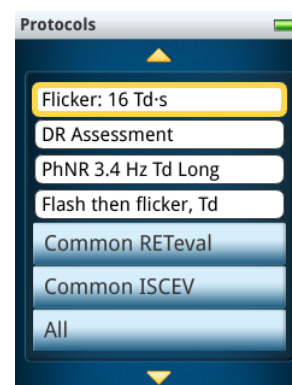 Protocols
Flicker: 16 Td·s
DR Assessment
PhNR 3.4 Hz Td Long
Flash then flicker, Td
Common RETeval
Common ISCEV
All